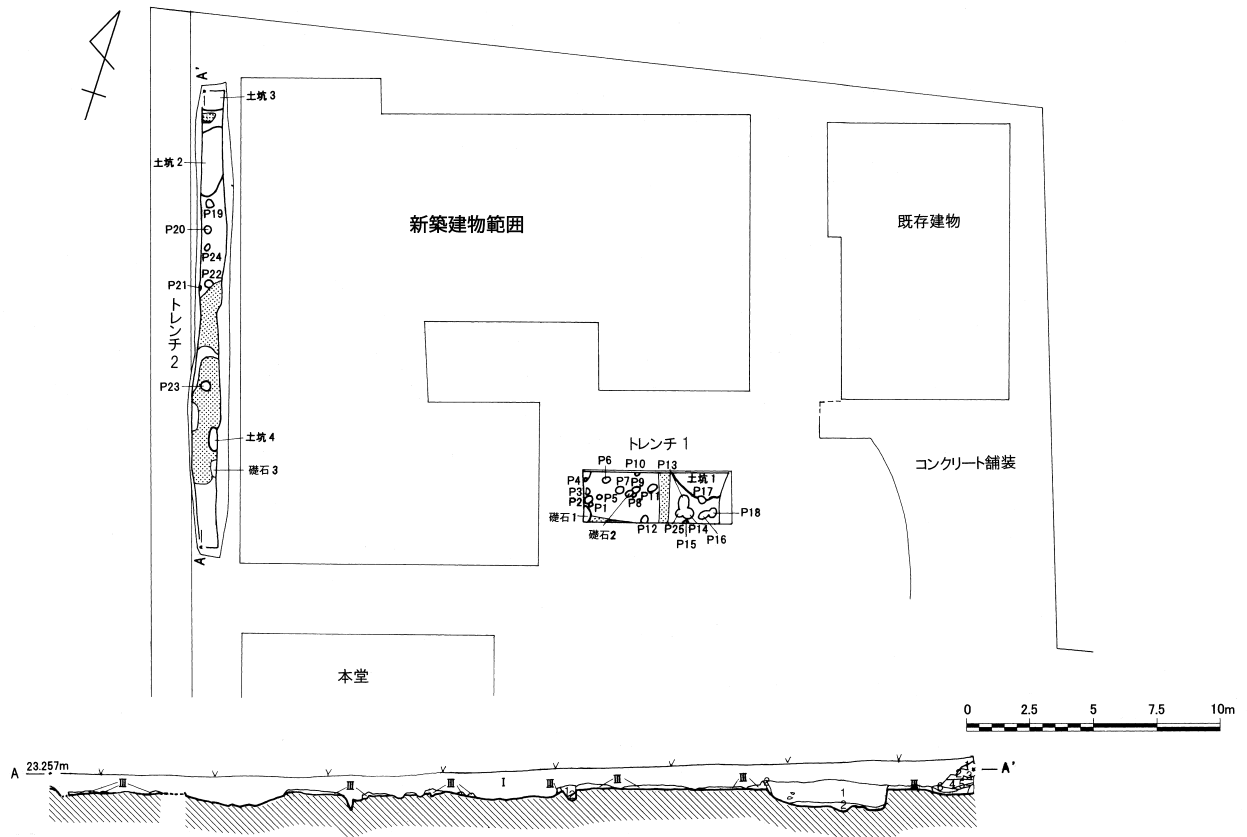 A'
土坑 3
土坑 2
P19
P20
P24
P22
P21
トレンチ 2
P23
土坑 4
礎石 3
A
新築建物範囲
既存建物
コンクリート舗装
トレンチ 1
P6
P10
P13
土坑 1
P4
P7
P9
P17
P3
P5
P8
P11
P2
P1
P18
礎石 1
礎石2
P12
P25
P14
P16
P15
本堂
0 2.5 5 7.5 10m
A 23.257m
A'
Ⅲ Ⅲ Ⅲ Ⅰ Ⅲ Ⅲ Ⅲ Ⅲ
1
2